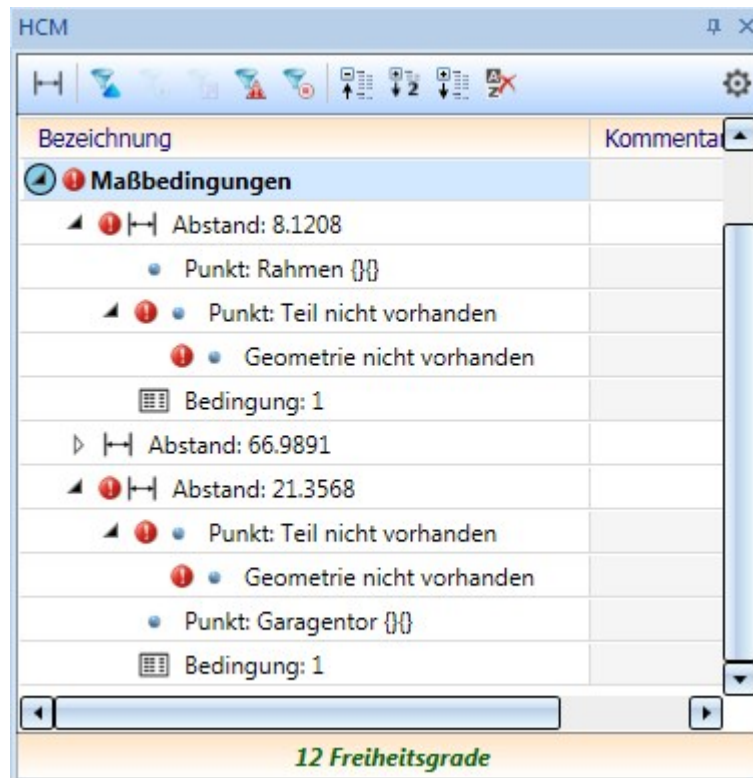 HCM
Bezeichnung Kommentar
Maßbedingungen
Abstand: 8.1208
Punkt: Rahmen {}{}
Punkt: Teil nicht vorhanden
Geometrie nicht vorhanden
Bedingung: 1
Abstand: 66.9891
Abstand: 21.3568
Punkt: Teil nicht vorhanden
Geometrie nicht vorhanden
Punkt: Garagentor {}{}
Bedingung: 1
12 Freiheitsgrade